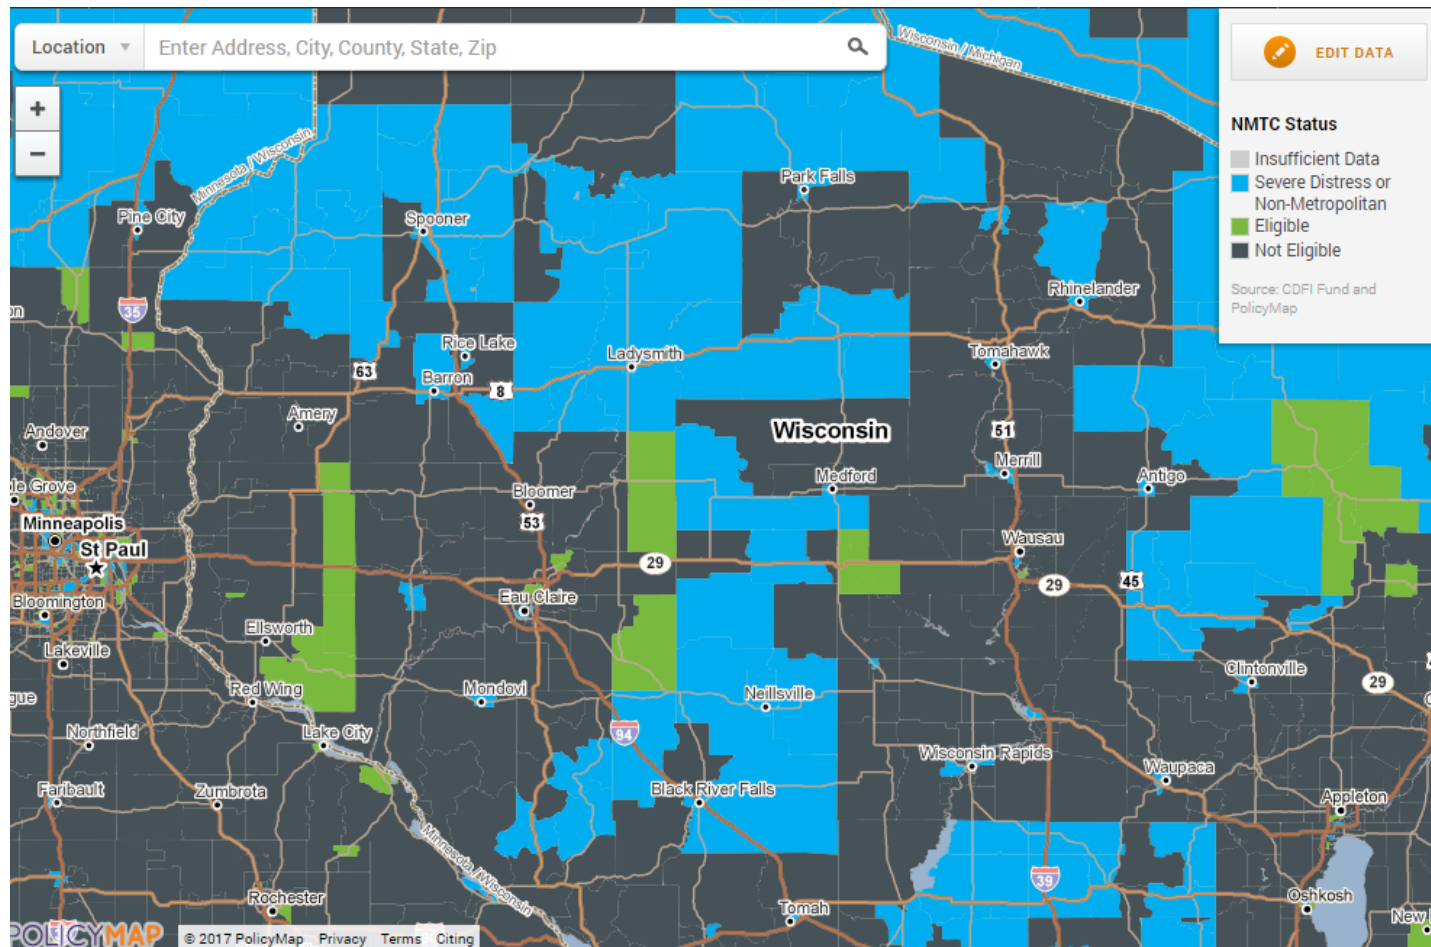 Location
Enter Address, City, County, State, Zip
+
−
EDIT DATA
NMTC Status
Insufficient Data
Severe Distress or
Non-Metropolitan
Eligible
Not Eligible
Source: CDFI Fund and
PolicyMap
Wisconsin / Michigan
Minnesota / Wisconsin
Park Falls
Pine City
Spooner
Rhinelander
35
on
Rice Lake
Ladysmith
Tomahawk
63
Barron
8
Amery
Andover
Wisconsin
51
Merrill
Medford
Antigo
le Grove
Bloomer
Minneapolis
53
St Paul
Wausau
29
29
45
Bloomington
Eau Claire
Ellsworth
Lakeville
Clintonville
29
gue
Red Wing
Mondovi
Neillsville
Northfield
Lake City
94
Wisconsin Rapids
Waupaca
Faribault
Zumbrota
Black River Falls
Appleton
Minnesota / Wisconsin
39
Rochester
Tomah
Oshkosh
New
POLICYMAP
© 2017 PolicyMap Privacy Terms Citing